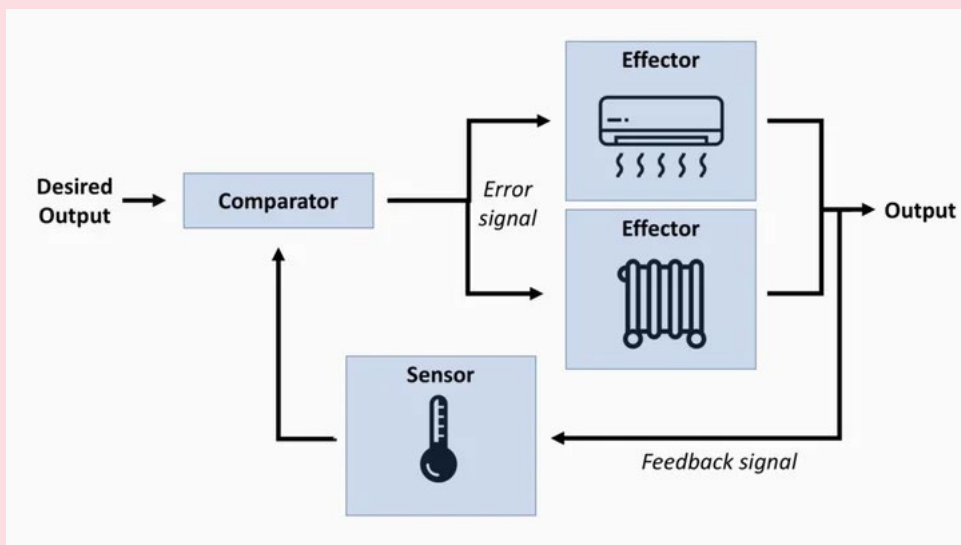 Effector
Desired
Output
Comparator
Error
signal
Effector
Output
Sensor
Feedback signal